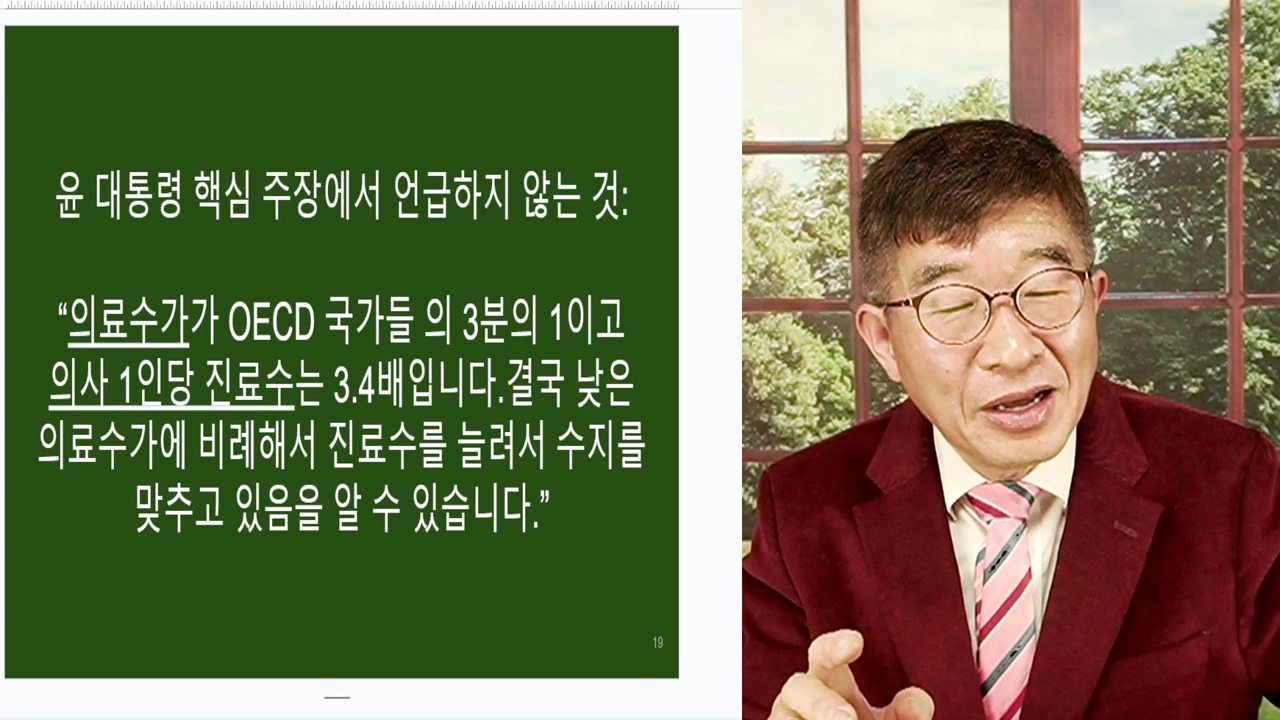 윤 대통령 핵심 주장에서 언급하지 않는 것:
“의료수가가 OECD 국가들 의 3분의 1이고
의사 1인당 진료수는 3.4배입니다.결국 낮은
의료수가에 비례해서 진료수를 늘려서 수지를
맞추고 있음을 알 수 있습니다.”
19